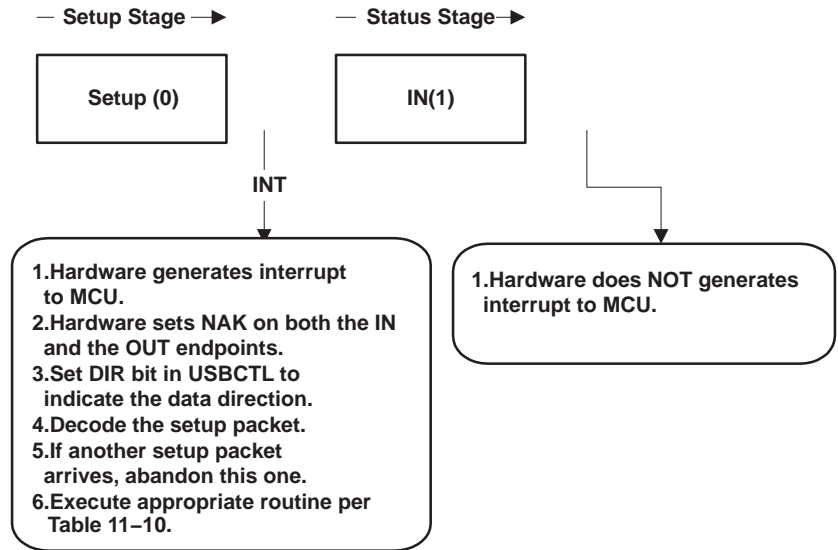 Setup Stage
Status Stage
Setup (0)
IN(1)
INT
1.Hardware generates interrupt
to MCU.
2.Hardware sets NAK on both the IN
and the OUT endpoints.
3.Set DIR bit in USBCTL to
indicate the data direction.
4.Decode the setup packet.
5.If another setup packet
arrives, abandon this one.
6.Execute appropriate routine per
Table 11–10.
1.Hardware does NOT generates
interrupt to MCU.